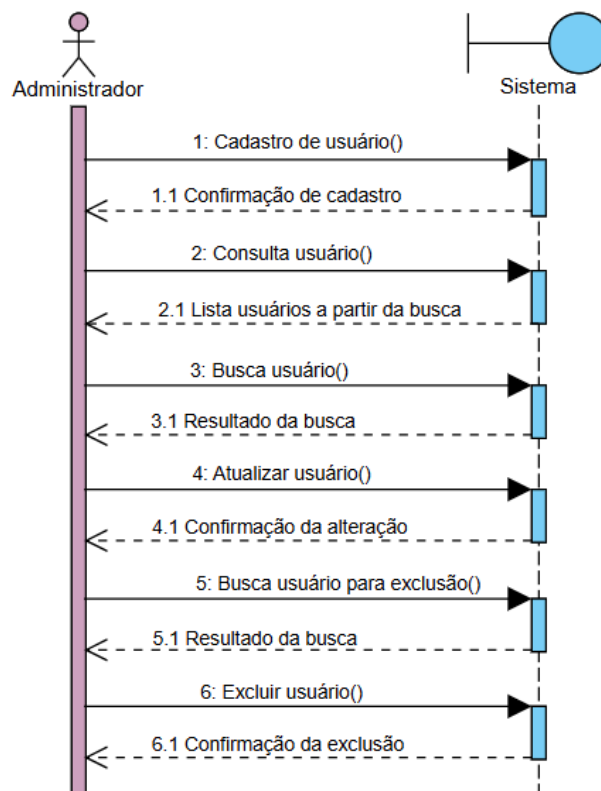 Administrador
Sistema
1: Cadastro de usuário()
1.1 Confirmação de cadastro
2: Consulta usuário()
2.1 Lista usuários a partir da busca
3: Busca usuário()
3.1 Resultado da busca
4: Atualizar usuário()
4.1 Confirmação da alteração
5: Busca usuário para exclusão()
5.1 Resultado da busca
6: Excluir usuário()
6.1 Confirmação da exclusão